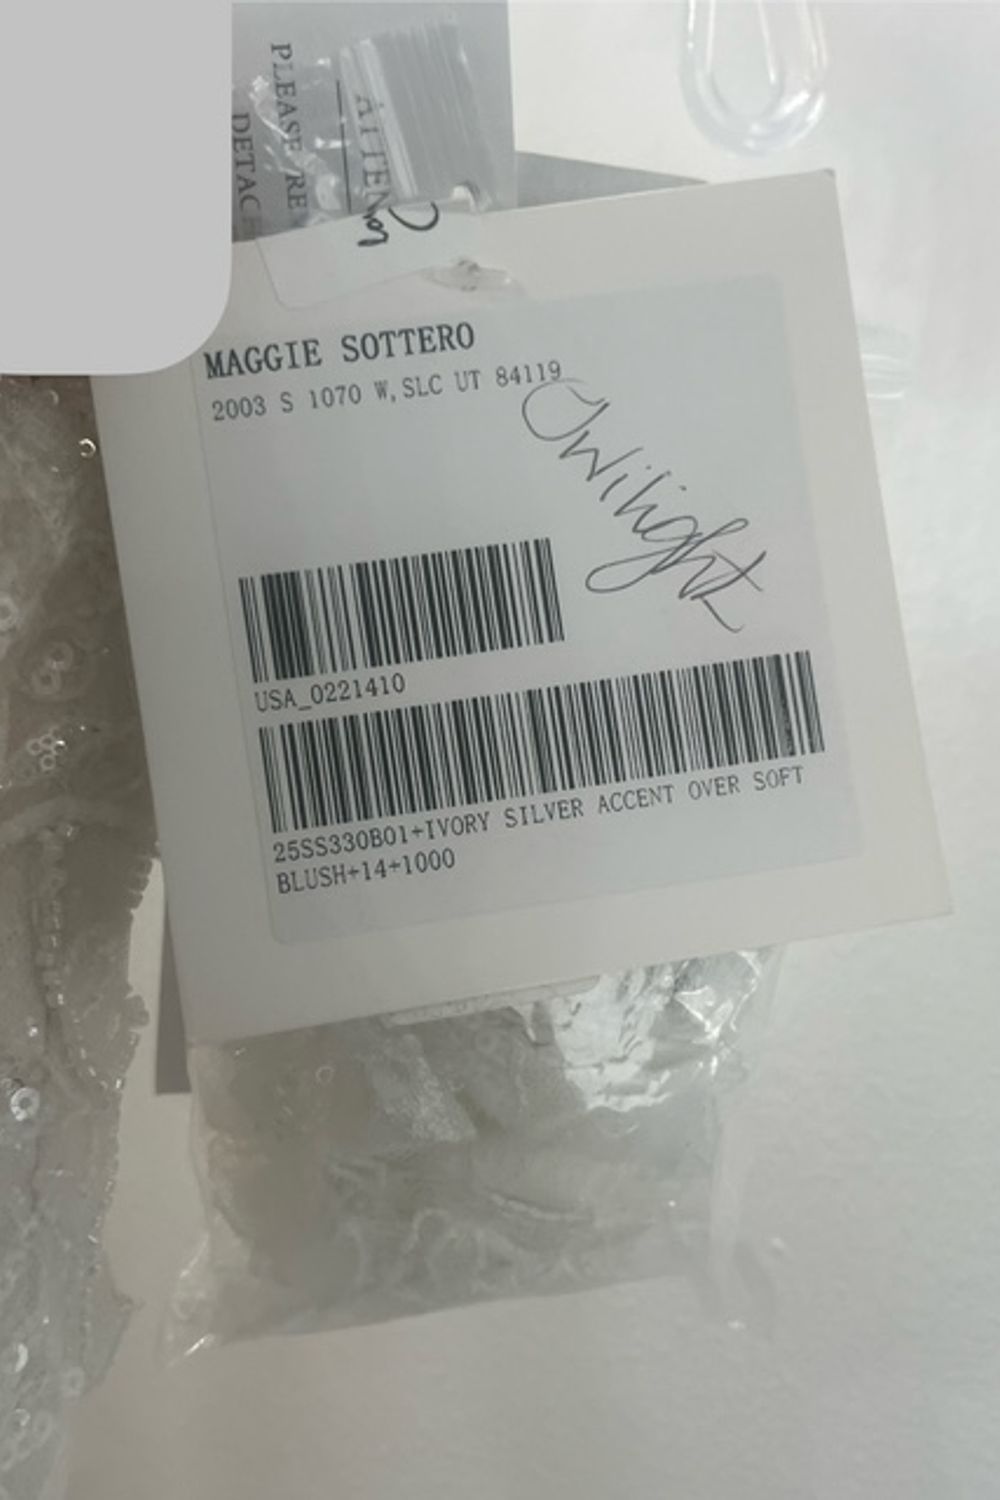 PLEASE RE
DETAC
ATTEN
MAGGIE SOTTERO
2003 S 1070 W, SLC UT 84119
Twilight
USA_0221410
25SS330B01+IVORY SILVER ACCENT OVER SOFT
BLUSH+14+1000